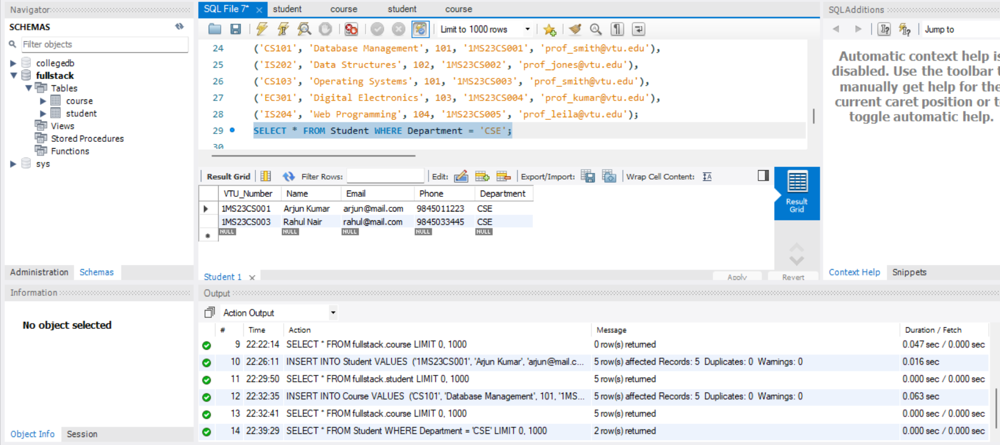 Navigator
SCHEMAS
Filter objects
collegedb
fullstack
Tables
course
student
Views
Stored Procedures
Functions
sys
Administration Schemas
Information
No object selected
Object Info Session
SQL File 7* × student course student course
Limit to 1000 rows
24 ('CS101', 'Database Management', 101, '1MS23CS001', 'prof_smith@vtu.edu'),
25 ('IS202', 'Data Structures', 102, '1MS23CS002', 'prof_jones@vtu.edu'),
26 ('CS103', 'Operating Systems', 101, '1MS23CS003', 'prof_smith@vtu.edu'),
27 ('EC301', 'Digital Electronics', 103, '1MS23CS004', 'prof_kumar@vtu.edu'),
28 ('IS204', 'Web Programming', 104, '1MS23CS005', 'prof_leila@vtu.edu');
29 SELECT * FROM Student WHERE Department = 'CSE';
30
Result Grid Filter Rows: Edit: Export/Import: Wrap Cell Content:
VTU_Number Name Email Phone Department
1MS23CS001 Arjun Kumar arjun@mail.com 9845011223 CSE
1MS23CS003 Rahul Nair rahul@mail.com 9845033445 CSE
NULL NULL NULL NULL NULL
Result
Grid
Student 1 × Apply Revert
Output
Action Output
# Time Action Message Duration / Fetch
9 22:22:14 SELECT * FROM fullstack.course LIMIT 0, 1000 0 row(s) returned 0.047 sec / 0.000 sec
10 22:26:11 INSERT INTO Student VALUES ('1MS23CS001', 'Arjun Kumar', 'arjun@mail.c... 5 row(s) affected Records: 5 Duplicates: 0 Warnings: 0 0.016 sec
11 22:29:50 SELECT * FROM fullstack.student LIMIT 0, 1000 5 row(s) returned 0.000 sec / 0.000 sec
12 22:32:35 INSERT INTO Course VALUES ('CS101', 'Database Management', 101, '1MS... 5 row(s) affected Records: 5 Duplicates: 0 Warnings: 0 0.063 sec
13 22:32:41 SELECT * FROM fullstack.course LIMIT 0, 1000 5 row(s) returned 0.000 sec / 0.000 sec
14 22:39:29 SELECT * FROM Student WHERE Department = 'CSE' LIMIT 0, 1000 2 row(s) returned 0.000 sec / 0.000 sec
SQLAdditions
Jump to
Automatic context help is
disabled. Use the toolbar t
manually get help for the
current caret position or t
toggle automatic help.
Context Help Snippets